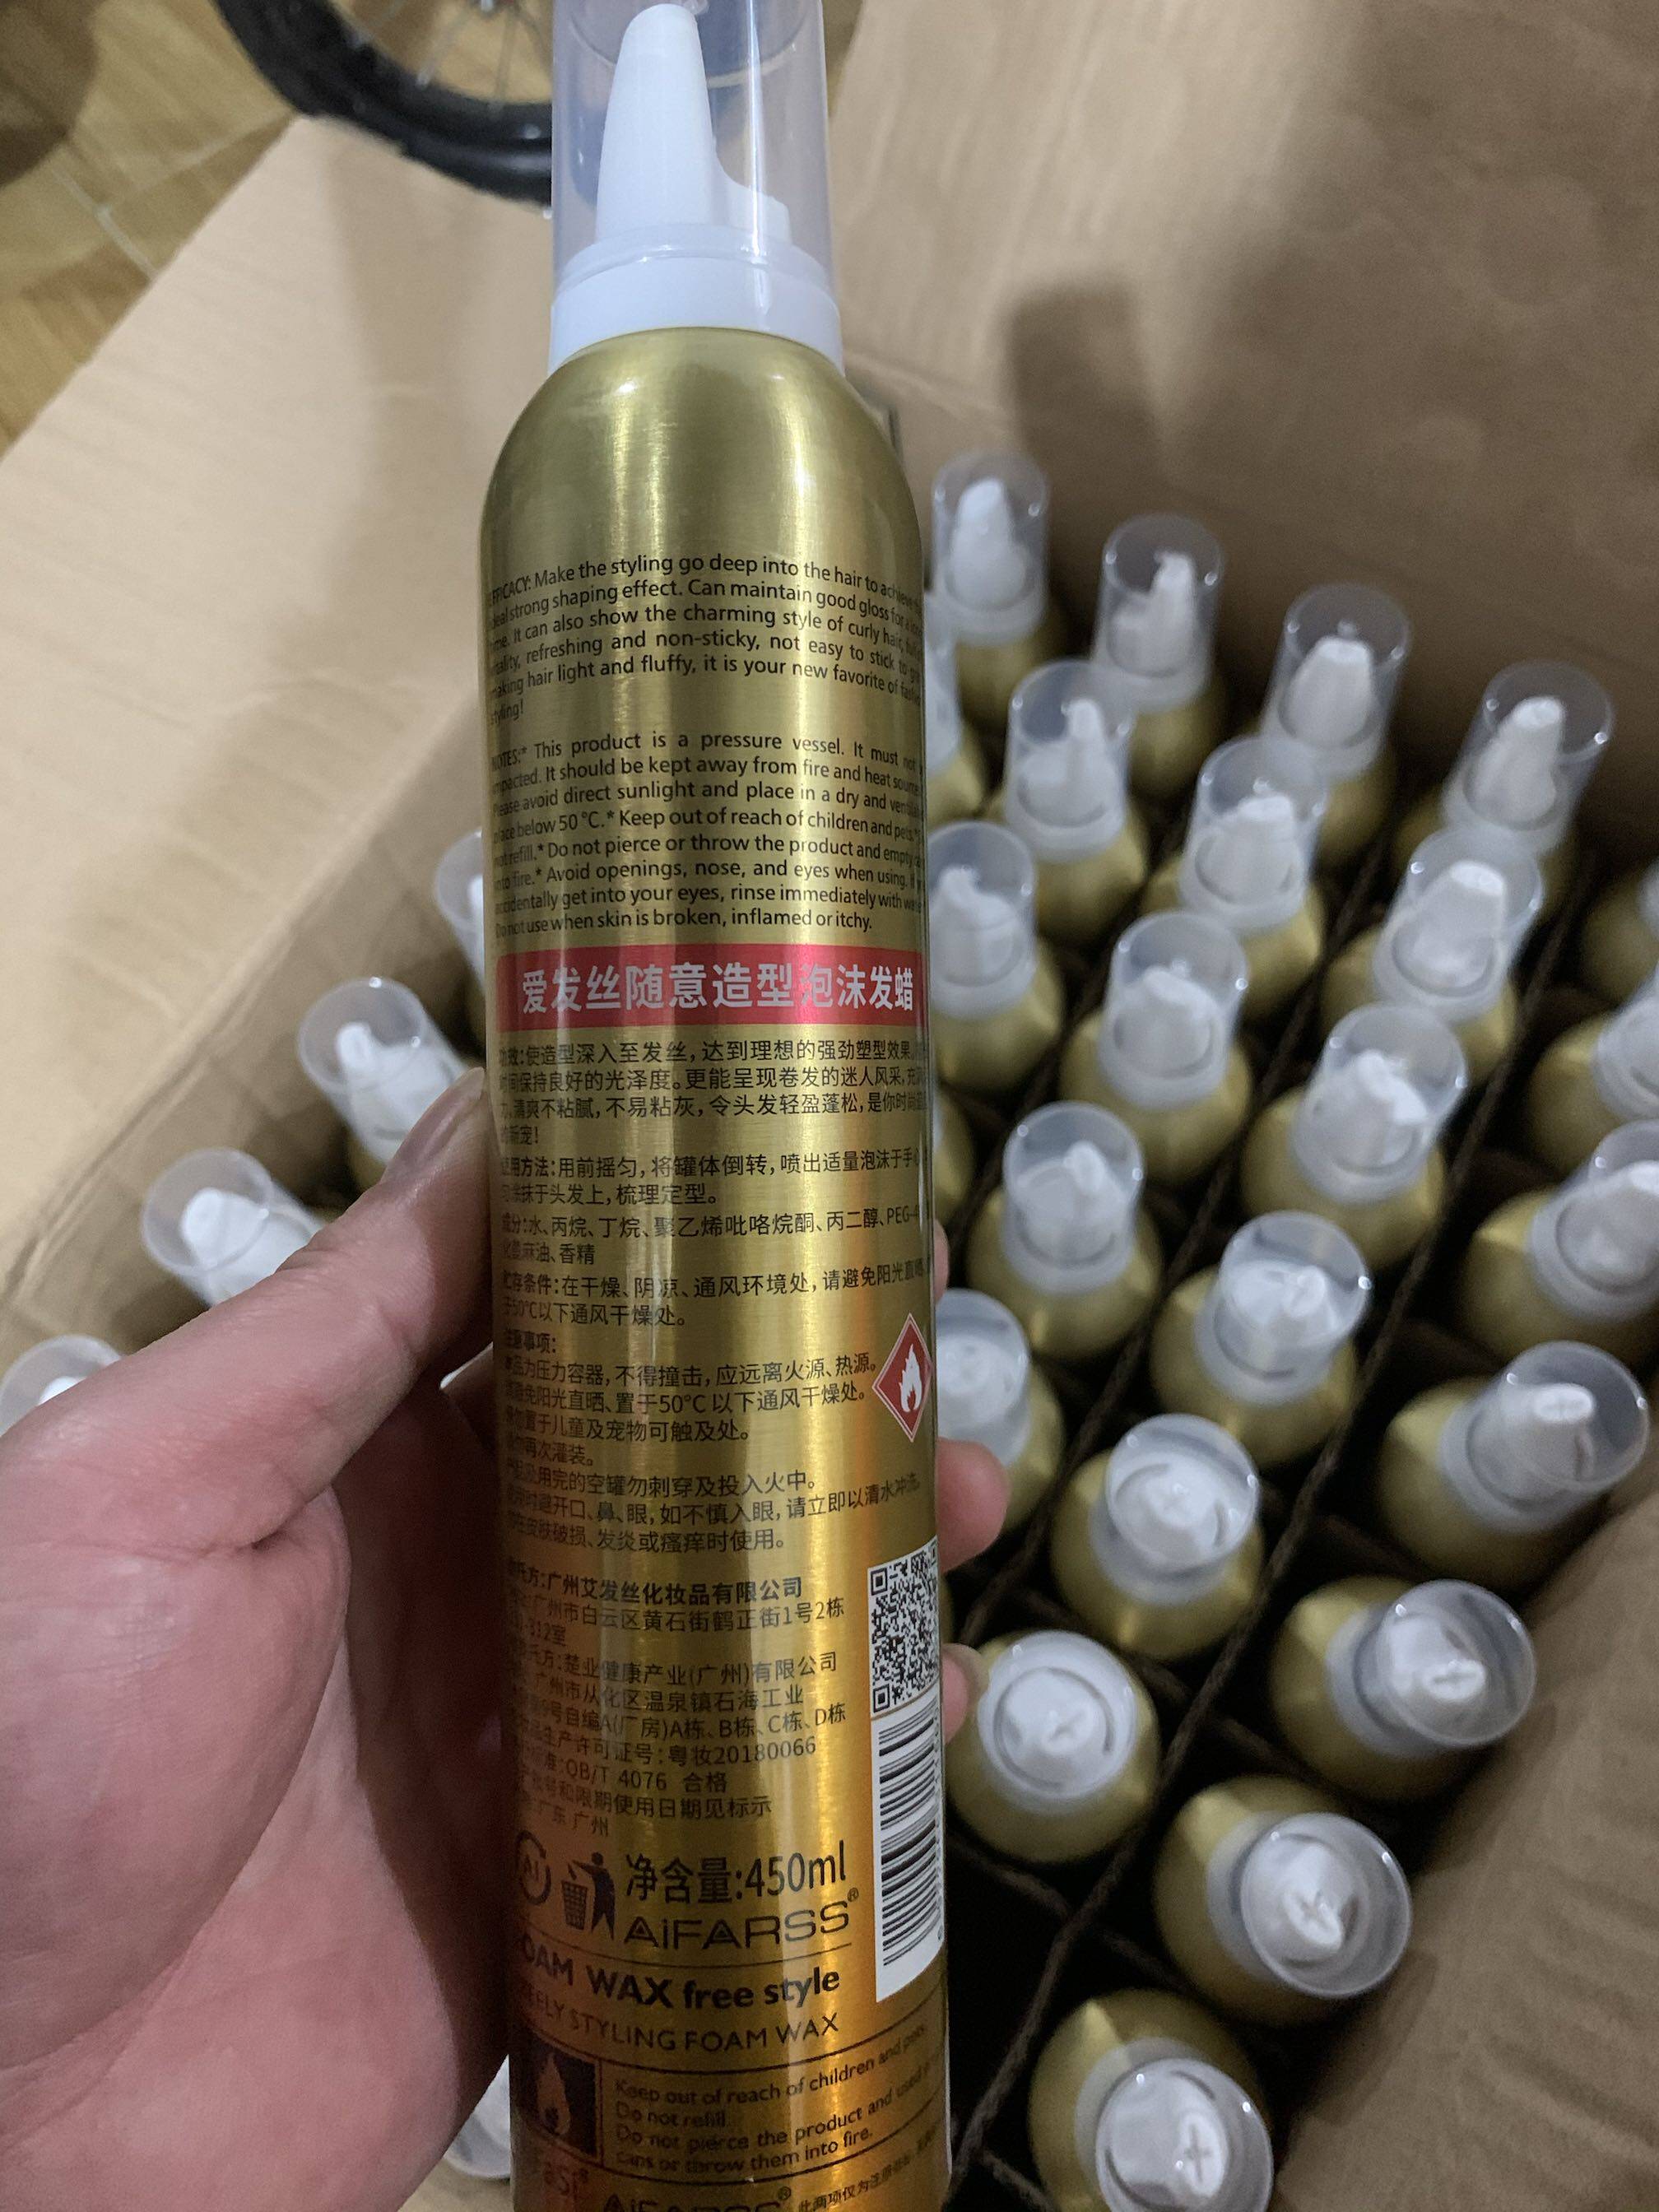 EFFICACY: Make the styling go deep into the hair to achieve
strong shaping effect. Can maintain good gloss for a
time. It can also show the charming style of curly hair,
refreshing and non-sticky, not easy to stick to
making hair light and fluffy, it is your new favorite of
styling!
NOTES:* This product is a pressure vessel. It must not
impacted. It should be kept away from fire and heat
Please avoid direct sunlight and place in a dry and
place below 50 °C.* Keep out of reach of children and pets.
not refill.* Do not pierce or throw the product and empty
into fire.* Avoid openings, nose, and eyes when using.
accidentally get into your eyes, rinse immediately with
Do not use when skin is broken, inflamed or itchy.
爱发丝随意造型泡沫发蜡
功效:使造型深入至发丝,达到理想的强劲塑型效果,
时间保持良好的光泽度。更能呈现卷发的迷人风采,充
清爽不粘腻,不易粘灰,令头发轻盈蓬松,是你时尚
新宠!
使用方法:用前摇匀,将罐体倒转,喷出适量泡沫于手心
涂抹于头发上,梳理定型。
成分:水、丙烷、丁烷、聚乙烯吡咯烷酮、丙二醇、PEG-
蓖麻油、香精
贮存条件:在干燥、阴凉、通风环境处,请避免阳光直晒,
于50°C以下通风干燥处。
注意事项:
产品为压力容器,不得撞击,应远离火源、热源。
请避免阳光直晒、置于50°C以下通风干燥处。
勿置于儿童及宠物可触及处。
勿再次灌装。
用完的空罐勿刺穿及投入火中。
避开口、鼻、眼,如不慎入眼,请立即以清水冲洗。
在皮肤破损、发炎或瘙痒时使用。
委托方:广州艾发丝化妆品有限公司
广州市白云区黄石街鹤正街1号2栋
812室
托方:楚业健康产业(广州)有限公司
广州市从化区温泉镇石海工业
9号自编A(厂房)A栋、B栋、C栋、D栋
生产许可证号:粤妆20180066
QB/T 4076 合格
号和限期使用日期见标示
广东广州
净含量:450ml
AiFARSS®
FOAM WAX free style
STYLING FOAM WAX
Keep out of reach of children and pets.
Do not refill.
Do not pierce the product and used
cans or throw them into fire.
AiFARSS®
此两项仅为注册商标